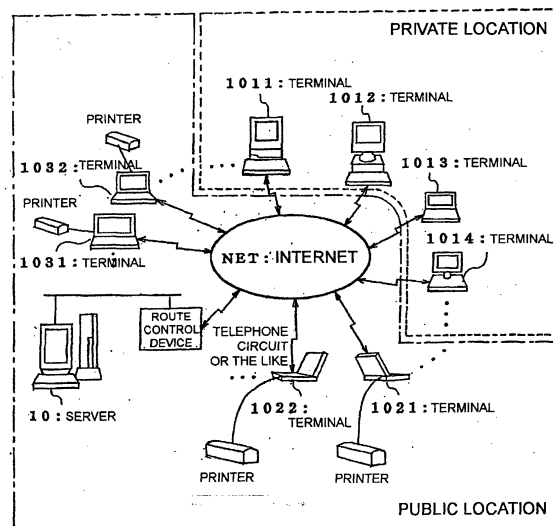 PRIVATE LOCATION
1011: TERMINAL
1012: TERMINAL
PRINTER
1032: TERMINAL
1013: TERMINAL
PRINTER
1014: TERMINAL
1031: TERMINAL
NET: INTERNET
ROUTE
CONTROL
DEVICE
TELEPHONE
CIRCUIT
OR THE LIKE
10: SERVER
1022:
TERMINAL
1021: TERMINAL
PRINTER
PRINTER
PUBLIC LOCATION